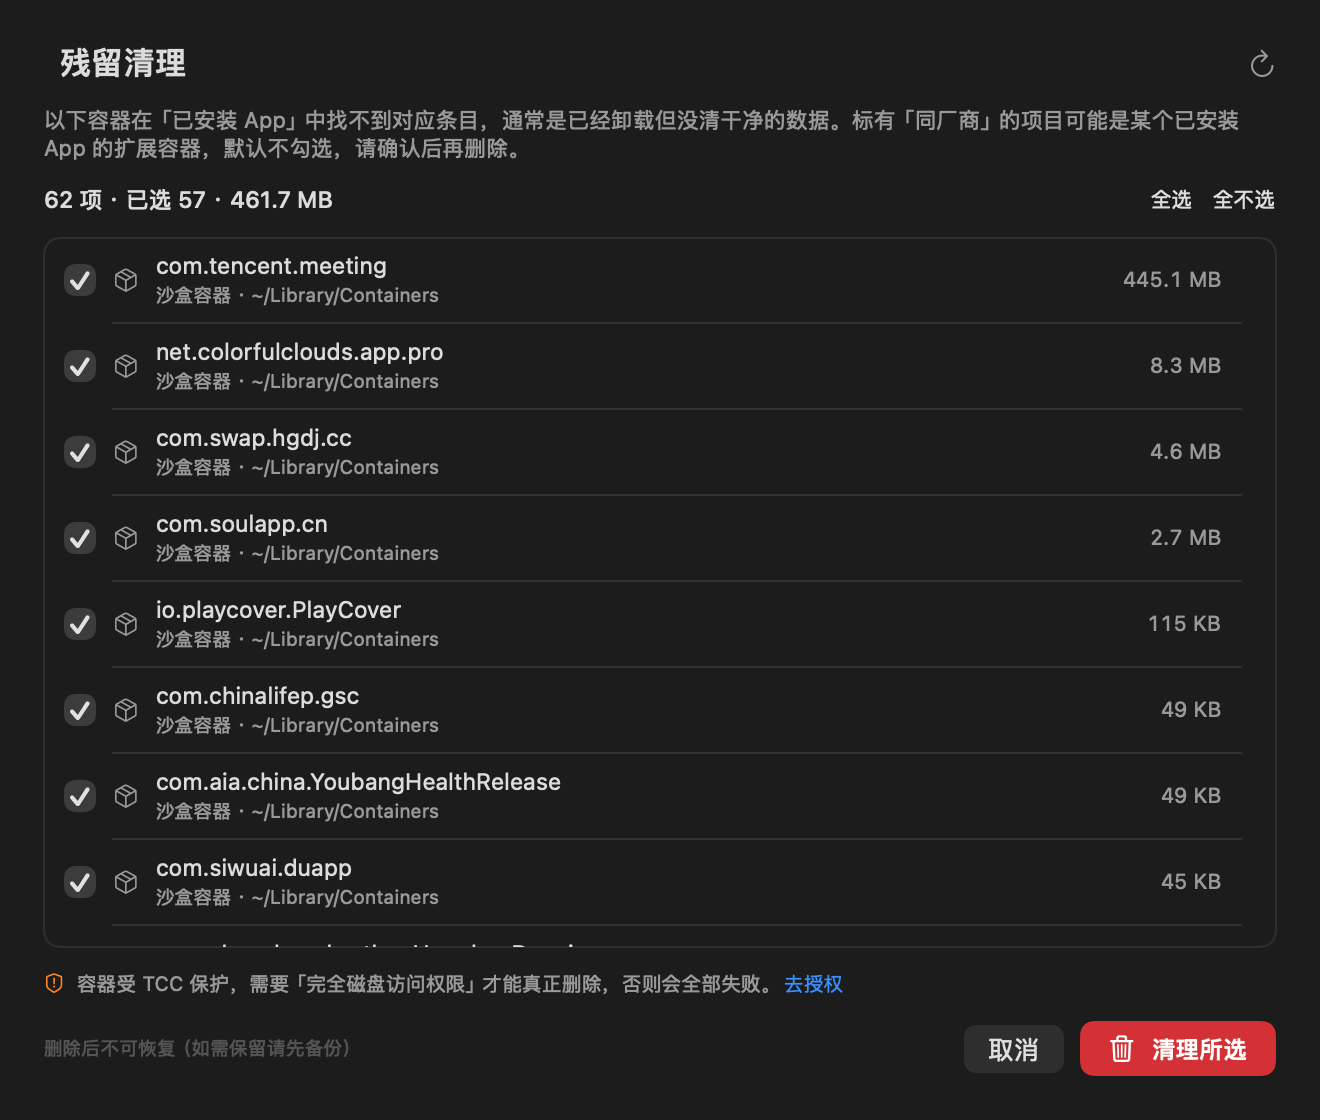 残留清理
以下容器在「已安装 App」中找不到对应条目，通常是已经卸载但没清干净的数据。标有「同厂商」的项目可能是某个已安装
App 的扩展容器，默认不勾选，请确认后再删除。
62 项 · 已选 57 · 461.7 MB
全选 全不选
com.tencent.meeting
沙盒容器 · ~/Library/Containers
445.1 MB
net.colorfulclouds.app.pro
沙盒容器 · ~/Library/Containers
8.3 MB
com.swap.hgdj.cc
沙盒容器 · ~/Library/Containers
4.6 MB
com.soulapp.cn
沙盒容器 · ~/Library/Containers
2.7 MB
io.playcover.PlayCover
沙盒容器 · ~/Library/Containers
115 KB
com.chinalifep.gsc
沙盒容器 · ~/Library/Containers
49 KB
com.aia.china.YoubangHealthRelease
沙盒容器 · ~/Library/Containers
49 KB
com.siwuai.duapp
沙盒容器 · ~/Library/Containers
45 KB
容器受 TCC 保护，需要「完全磁盘访问权限」才能真正删除，否则会全部失败。去授权
删除后不可恢复（如需保留请先备份）
取消
清理所选